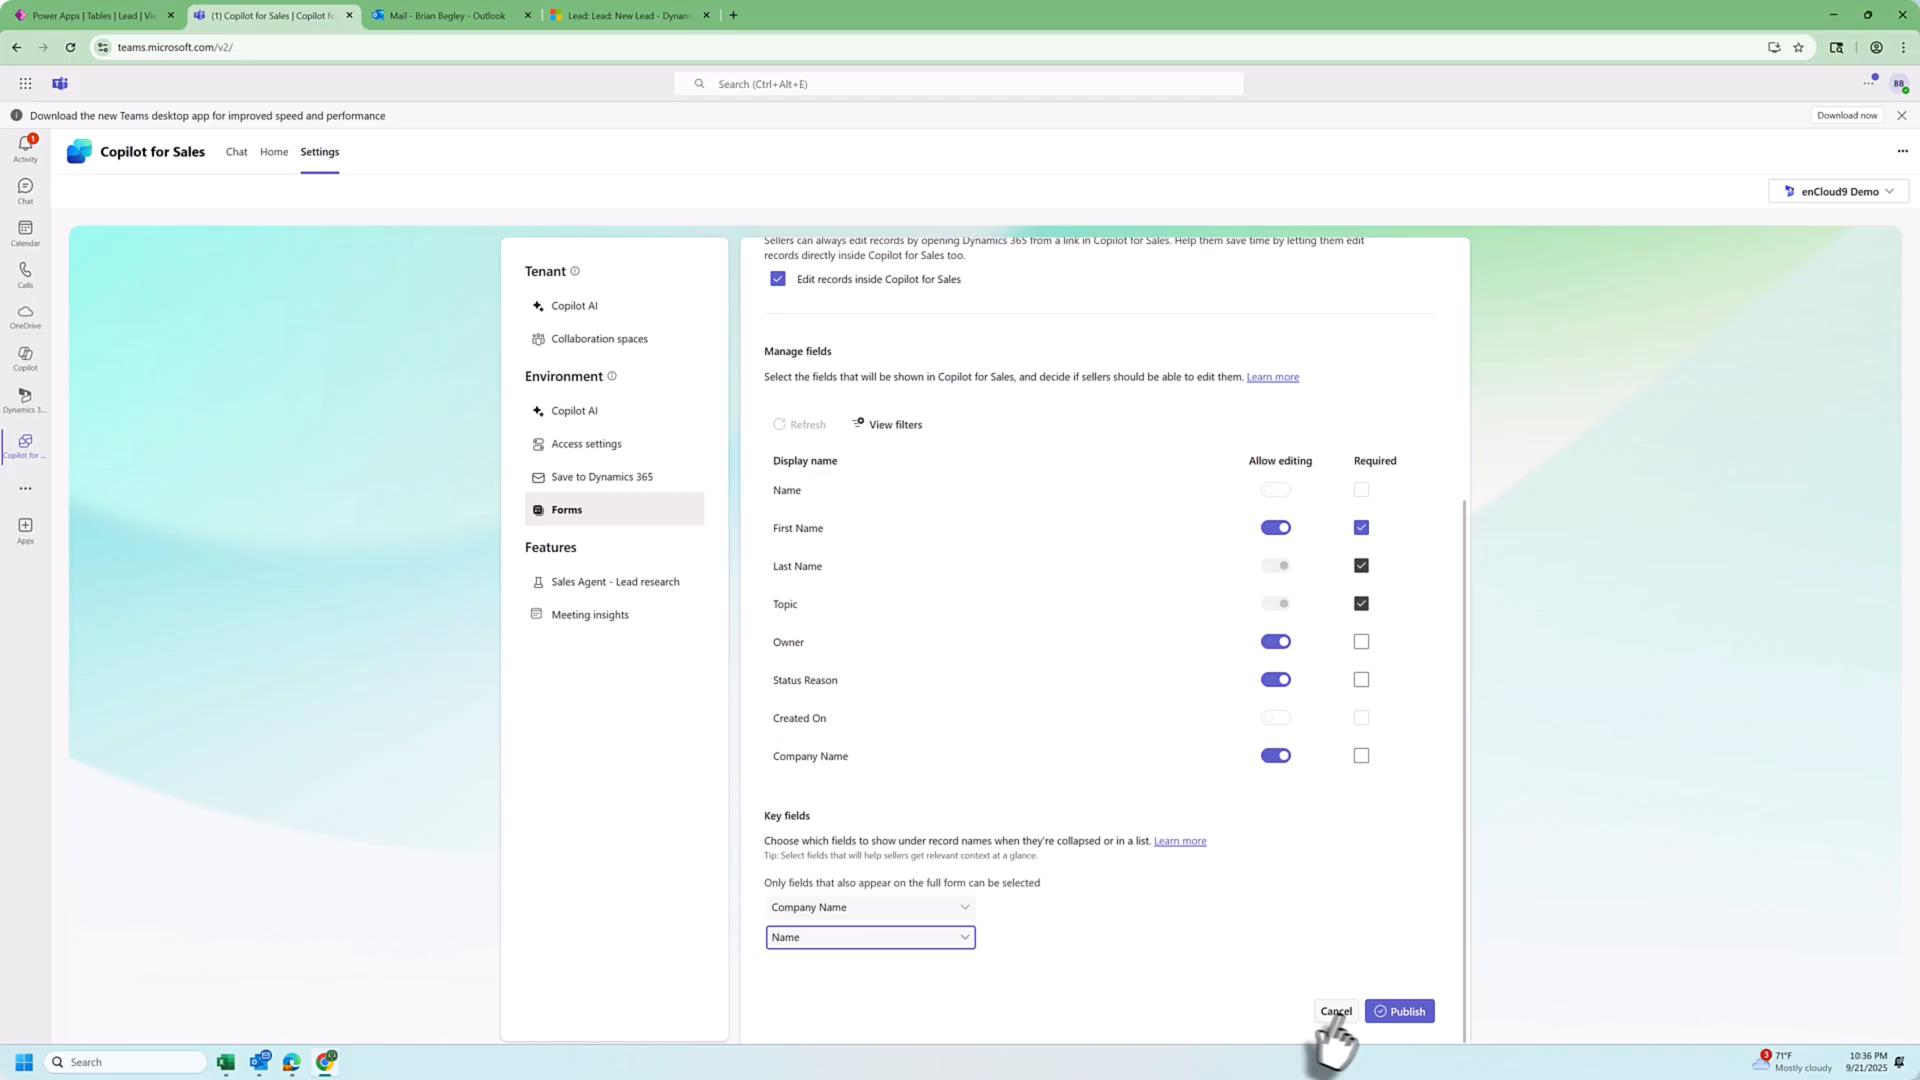 Power Apps | Tables | Lead | Vi
(1) Copilot for Sales | Copilot fo
Mail - Brian Begley - Outlook
Lead: Lead: New Lead - Dynam
teams.microsoft.com/v2/
Search (Ctrl+Alt+E)
BB
Download the new Teams desktop app for improved speed and performance
Download now
1
Activity
Chat
Calendar
Calls
OneDrive
Copilot
Dynamics 3...
Copilot for ...
Apps
Copilot for Sales
Chat
Home
Settings
enCloud9 Demo
Tenant
Copilot AI
Collaboration spaces
Environment
Copilot AI
Access settings
Save to Dynamics 365
Forms
Features
Sales Agent - Lead research
Meeting insights
Sellers can always edit records by opening Dynamics 365 from a link in Copilot for Sales. Help them save time by letting them edit
records directly inside Copilot for Sales too.
Edit records inside Copilot for Sales
Manage fields
Select the fields that will be shown in Copilot for Sales, and decide if sellers should be able to edit them. Learn more
Refresh
View filters
Display name Allow editing Required
Name
First Name
Last Name
Topic
Owner
Status Reason
Created On
Company Name
Key fields
Choose which fields to show under record names when they're collapsed or in a list. Learn more
Tip: Select fields that will help sellers get relevant context at a glance.
Only fields that also appear on the full form can be selected
Company Name
Name
Cancel
Publish
Search
3
71°F
Mostly cloudy
10:36 PM
9/21/2025